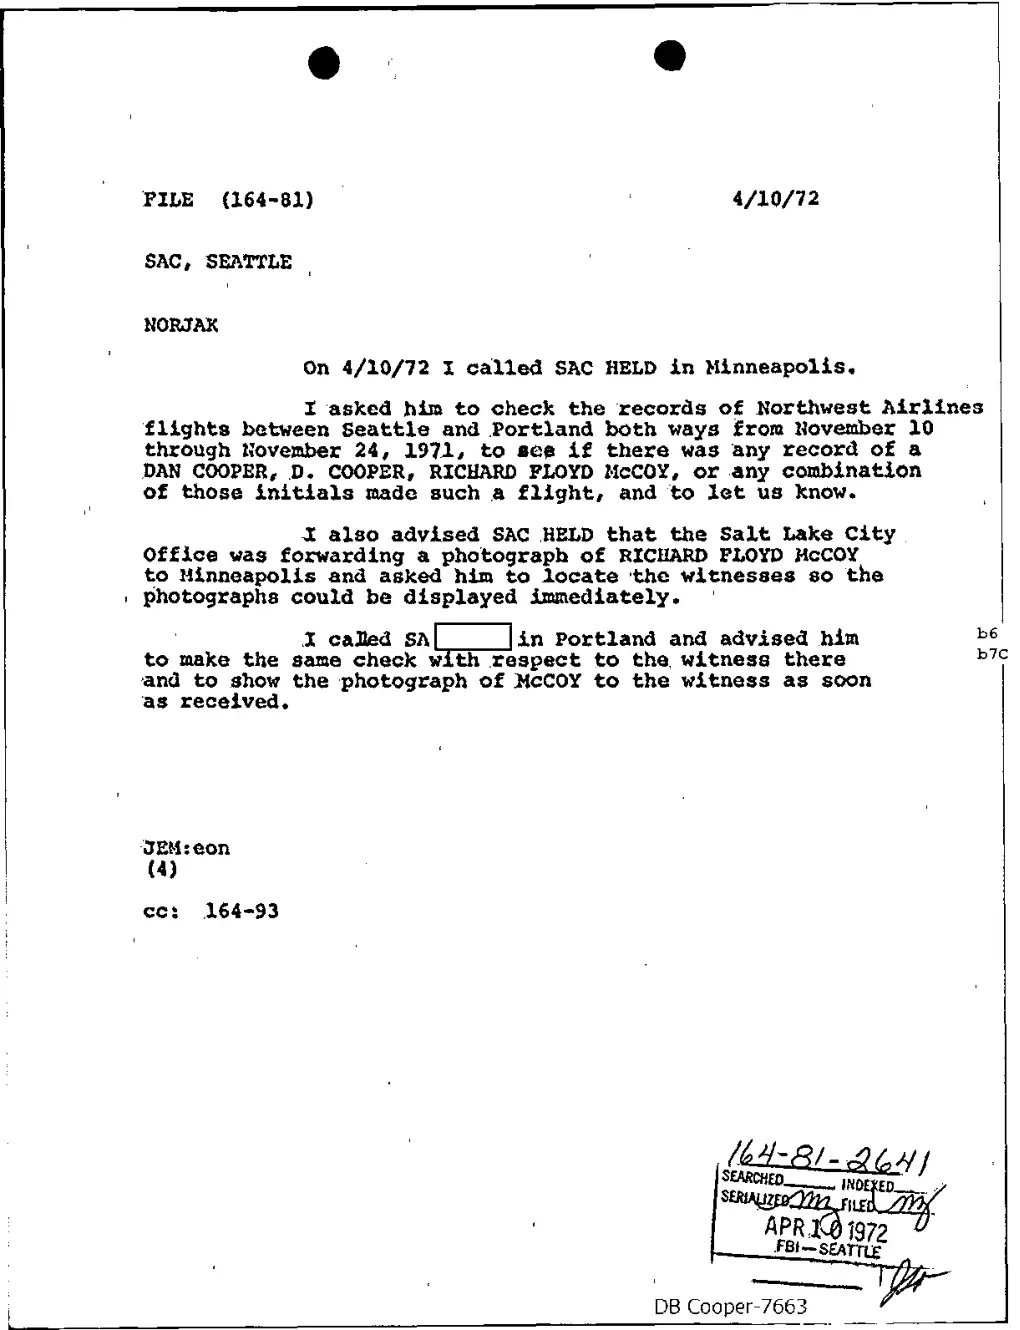 FILE (164-81) 4/10/72
SAC, SEATTLE
NORJAK
On 4/10/72 I called SAC HELD in Minneapolis.
I asked him to check the records of Northwest Airlines
flights between Seattle and Portland both ways from November 10
through November 24, 1971, to see if there was any record of a
DAN COOPER, D. COOPER, RICHARD FLOYD McCOY, or any combination
of those initials made such a flight, and to let us know.
I also advised SAC HELD that the Salt Lake City
Office was forwarding a photograph of RICHARD FLOYD McCOY
to Minneapolis and asked him to locate the witnesses so the
photographs could be displayed immediately.
I called SA in Portland and advised him
b6
to make the same check with respect to the witness there
b7C
and to show the photograph of McCOY to the witness as soon
as received.
JEM:eon
(4)
cc: 164-93
164-81-2641
SEARCHED INDEXED
SERIALIZED FILED
APR 10 1972
FBI—SEATTLE
DB Cooper-7663